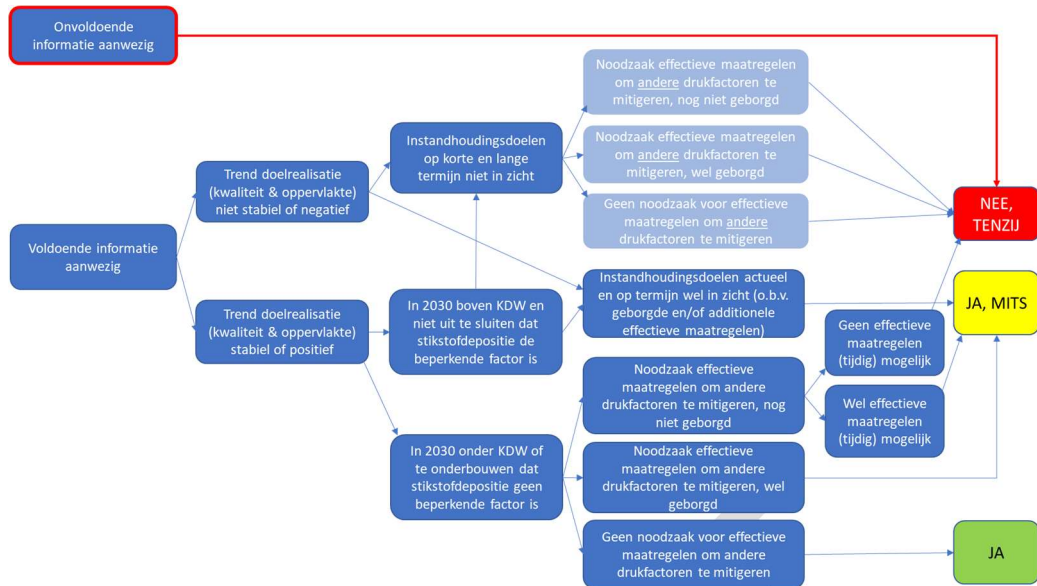 Onvoldoende
informatie aanwezig
Voldoende informatie
aanwezig
Trend doelrealisatie
(kwaliteit & oppervlakte)
niet stabiel of negatief
Trend doelrealisatie
(kwaliteit & oppervlakte)
stabiel of positief
Instandhoudingsdoelen
op korte en lange
termijn niet in zicht
In 2030 boven KDW en
niet uit te sluiten dat
stikstofdepositie de
beperkende factor is
In 2030 onder KDW of
te onderbouwen dat
stikstofdepositie geen
beperkende factor is
Noodzaak effectieve maatregelen
om andere drukfactoren te
mitigeren, nog niet geborgd
Noodzaak effectieve maatregelen
om andere drukfactoren te
mitigeren, wel geborgd
Geen noodzaak voor effectieve
maatregelen om andere
drukfactoren te mitigeren
Instandhoudingsdoelen actueel
en op termijn wel in zicht (o.b.v.
geborgde en/of additionele
effectieve maatregelen)
Noodzaak effectieve
maatregelen om andere
drukfactoren te mitigeren, nog
niet geborgd
Noodzaak effectieve
maatregelen om andere
drukfactoren te mitigeren, wel
geborgd
Geen noodzaak voor effectieve
maatregelen om andere
drukfactoren te mitigeren
Geen effectieve
maatregelen
(tijdig) mogelijk
Wel effectieve
maatregelen
(tijdig) mogelijk
NEE,
TENZIJ
JA, MITS
JA